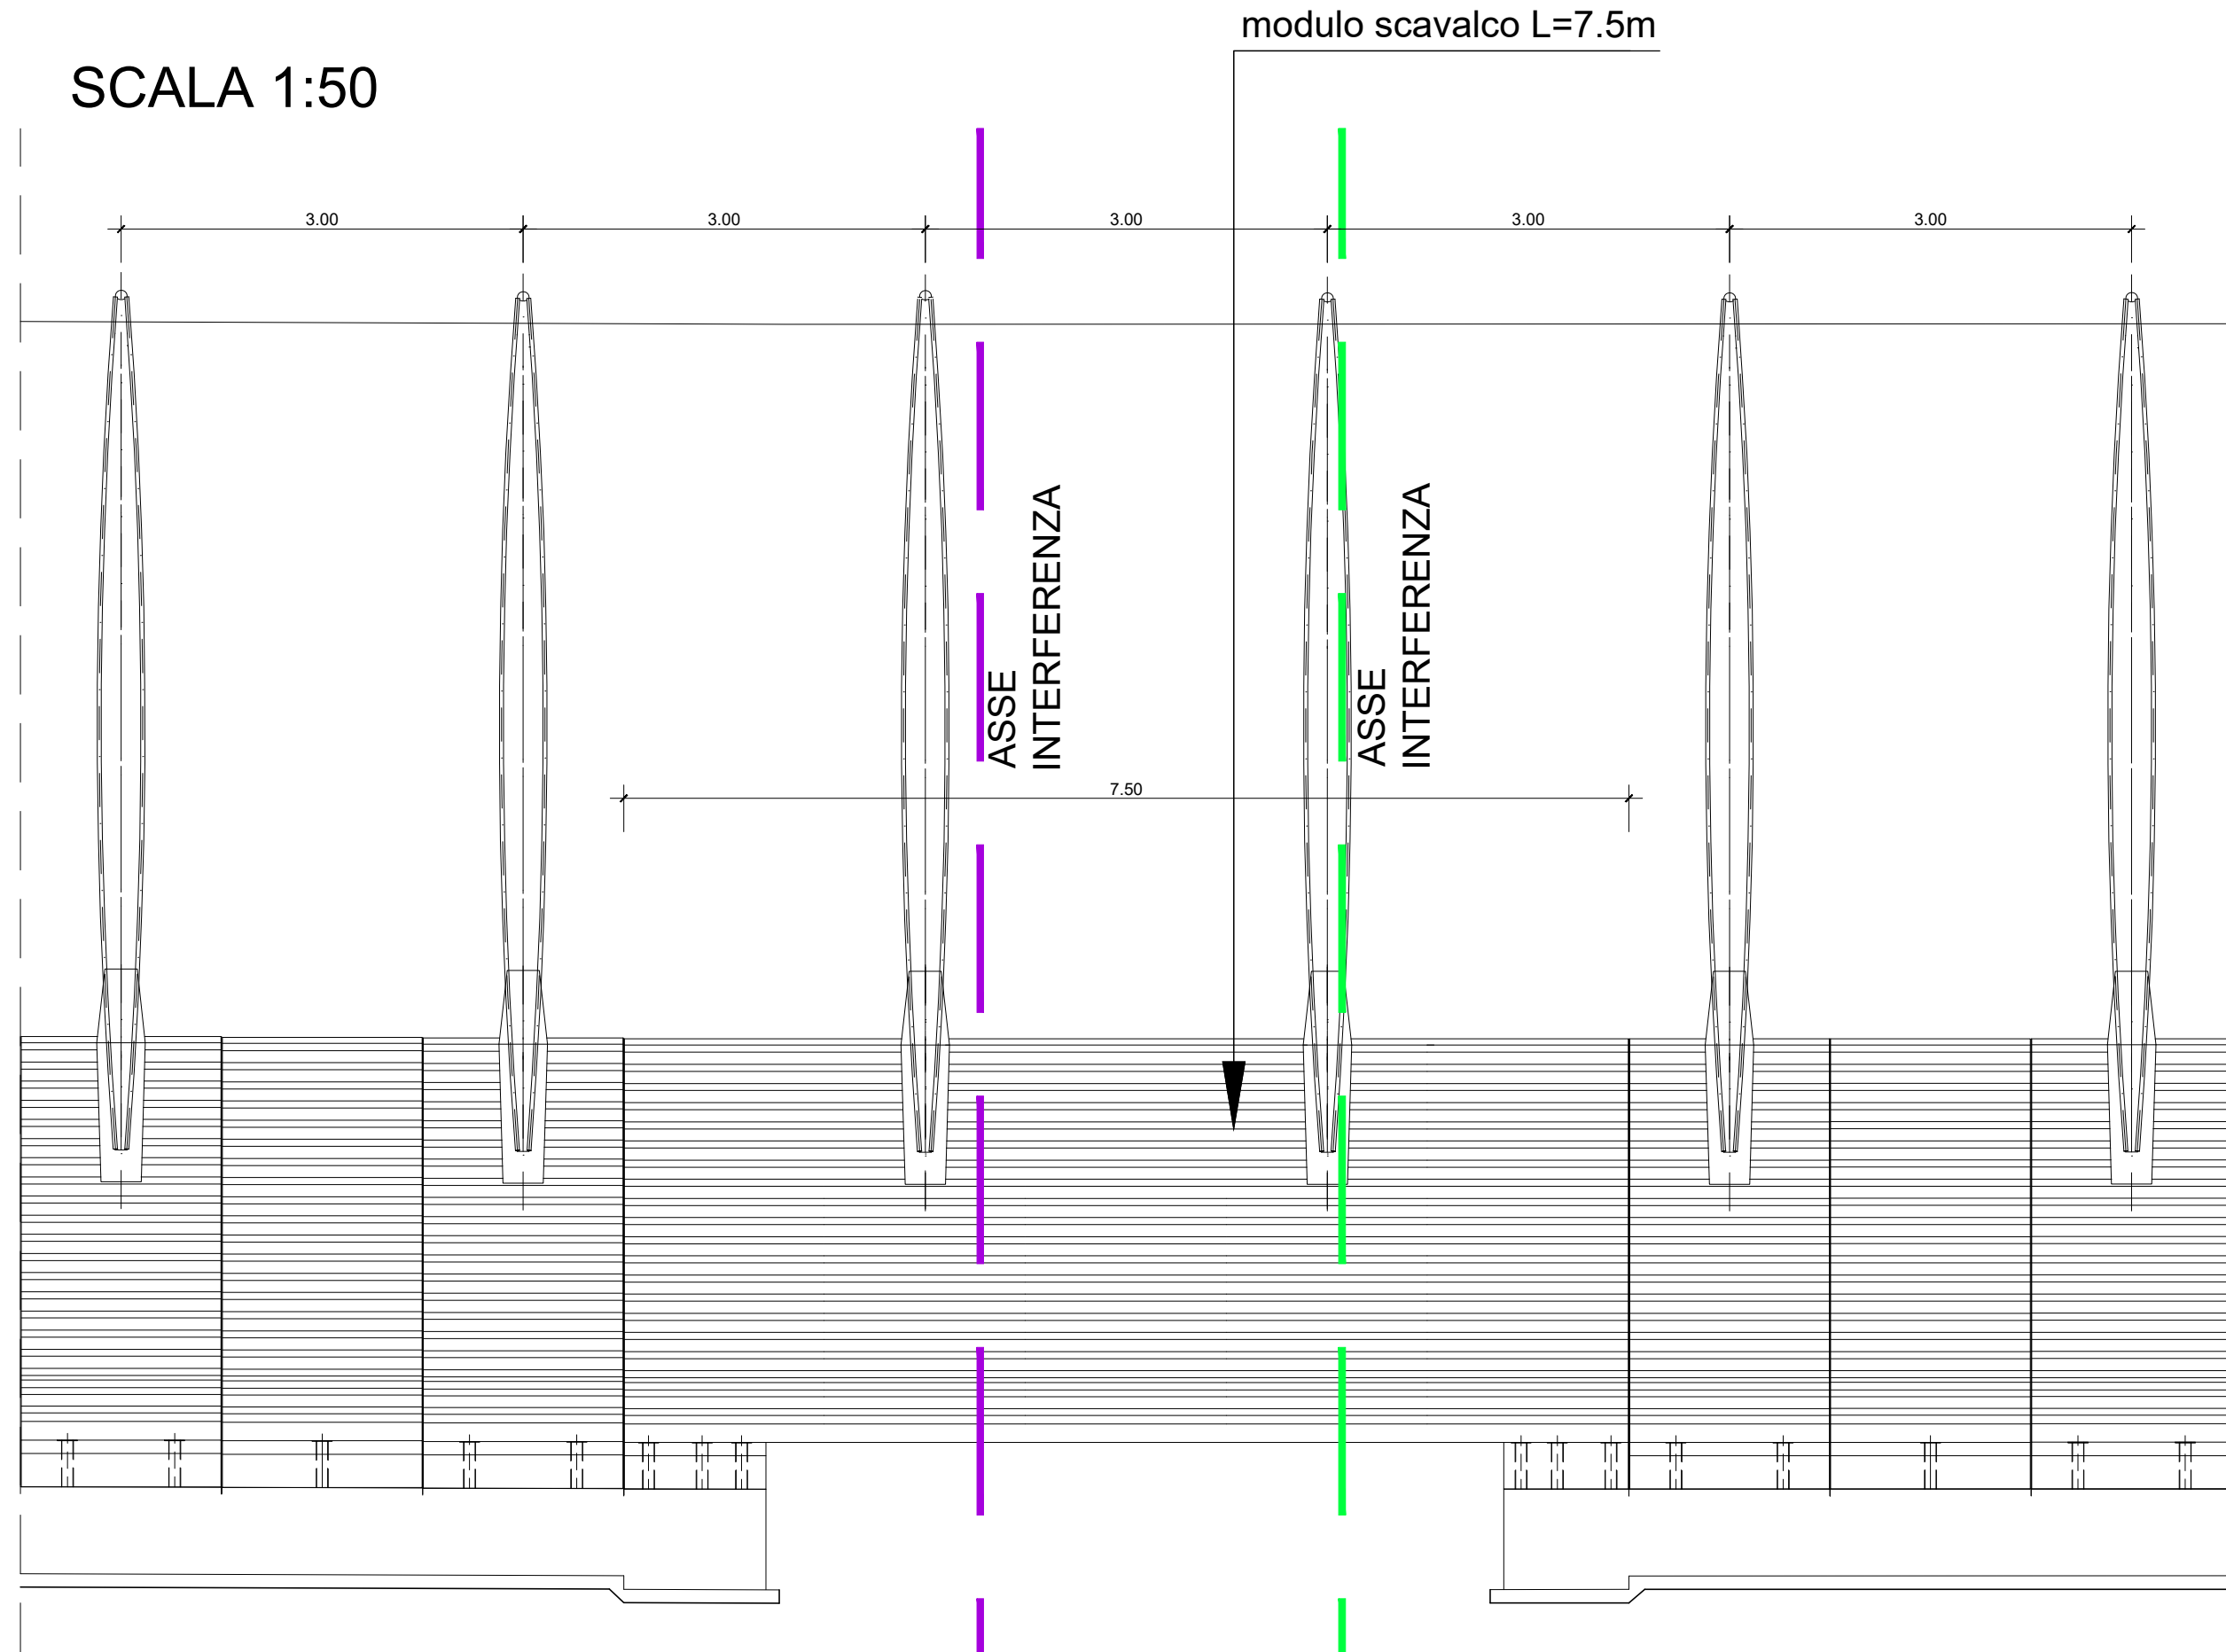 modulo scavalco L=7.5m
SCALA 1:50
3.00
3.00
3.00
3.00
3.00
ASSE
INTERFERENZA
ASSE
INTERFERENZA
7.50